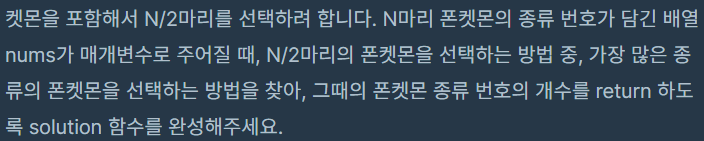 켓몬을 포함해서 N/2마리를 선택하려 합니다. N마리 폰켓몬의 종류 번호가 담긴 배열
nums가 매개변수로 주어질 때, N/2마리의 폰켓몬을 선택하는 방법 중, 가장 많은 종
류의 폰켓몬을 선택하는 방법을 찾아, 그때의 폰켓몬 종류 번호의 개수를 return 하도
록 solution 함수를 완성해주세요.